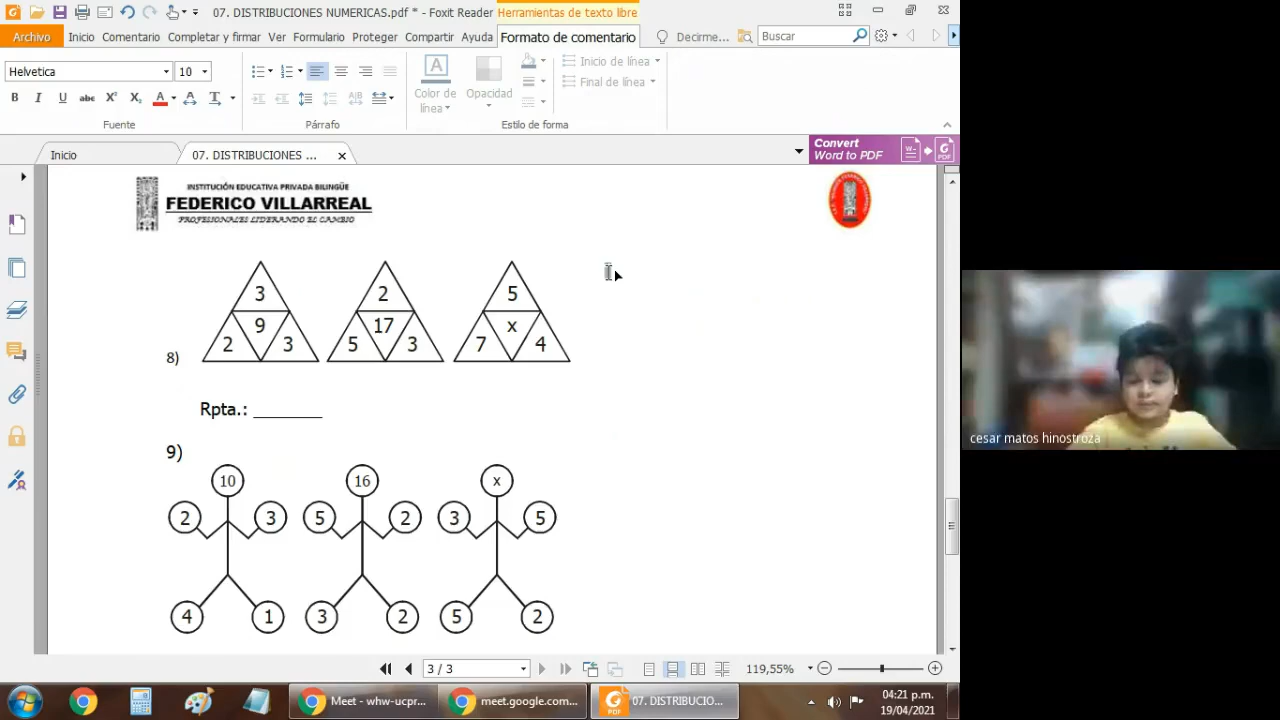 07. DISTRIBUCIONES NUMERICAS.pdf * - Foxit Reader
Herramientas de texto libre
Archivo Inicio Comentario Completar y firmar Ver Formulario Proteger Compartir Ayuda Formato de comentario Decirme... Buscar
Helvetica 10
Color de línea
Opacidad
Inicio de línea
Final de línea
Fuente Párrafo Estilo de forma
Inicio
07. DISTRIBUCIONES ...
Convert
Word to PDF
INSTITUCIÓN EDUCATIVA PRIVADA BILINGÜE
FEDERICO VILLARREAL
PROFESIONALES LIDERANDO EL CAMBIO
3 2 5
9 17 x
8) 2 3 5 3 7 4
Rpta.: ________
9)
10 16 x
2 3 5 2 3 5
4 1 3 2 5 2
cesar matos hinostroza
3 / 3
119,55%
Meet - whw-ucpr...
meet.google.com...
07. DISTRIBUCIO...
04:21 p.m.
19/04/2021